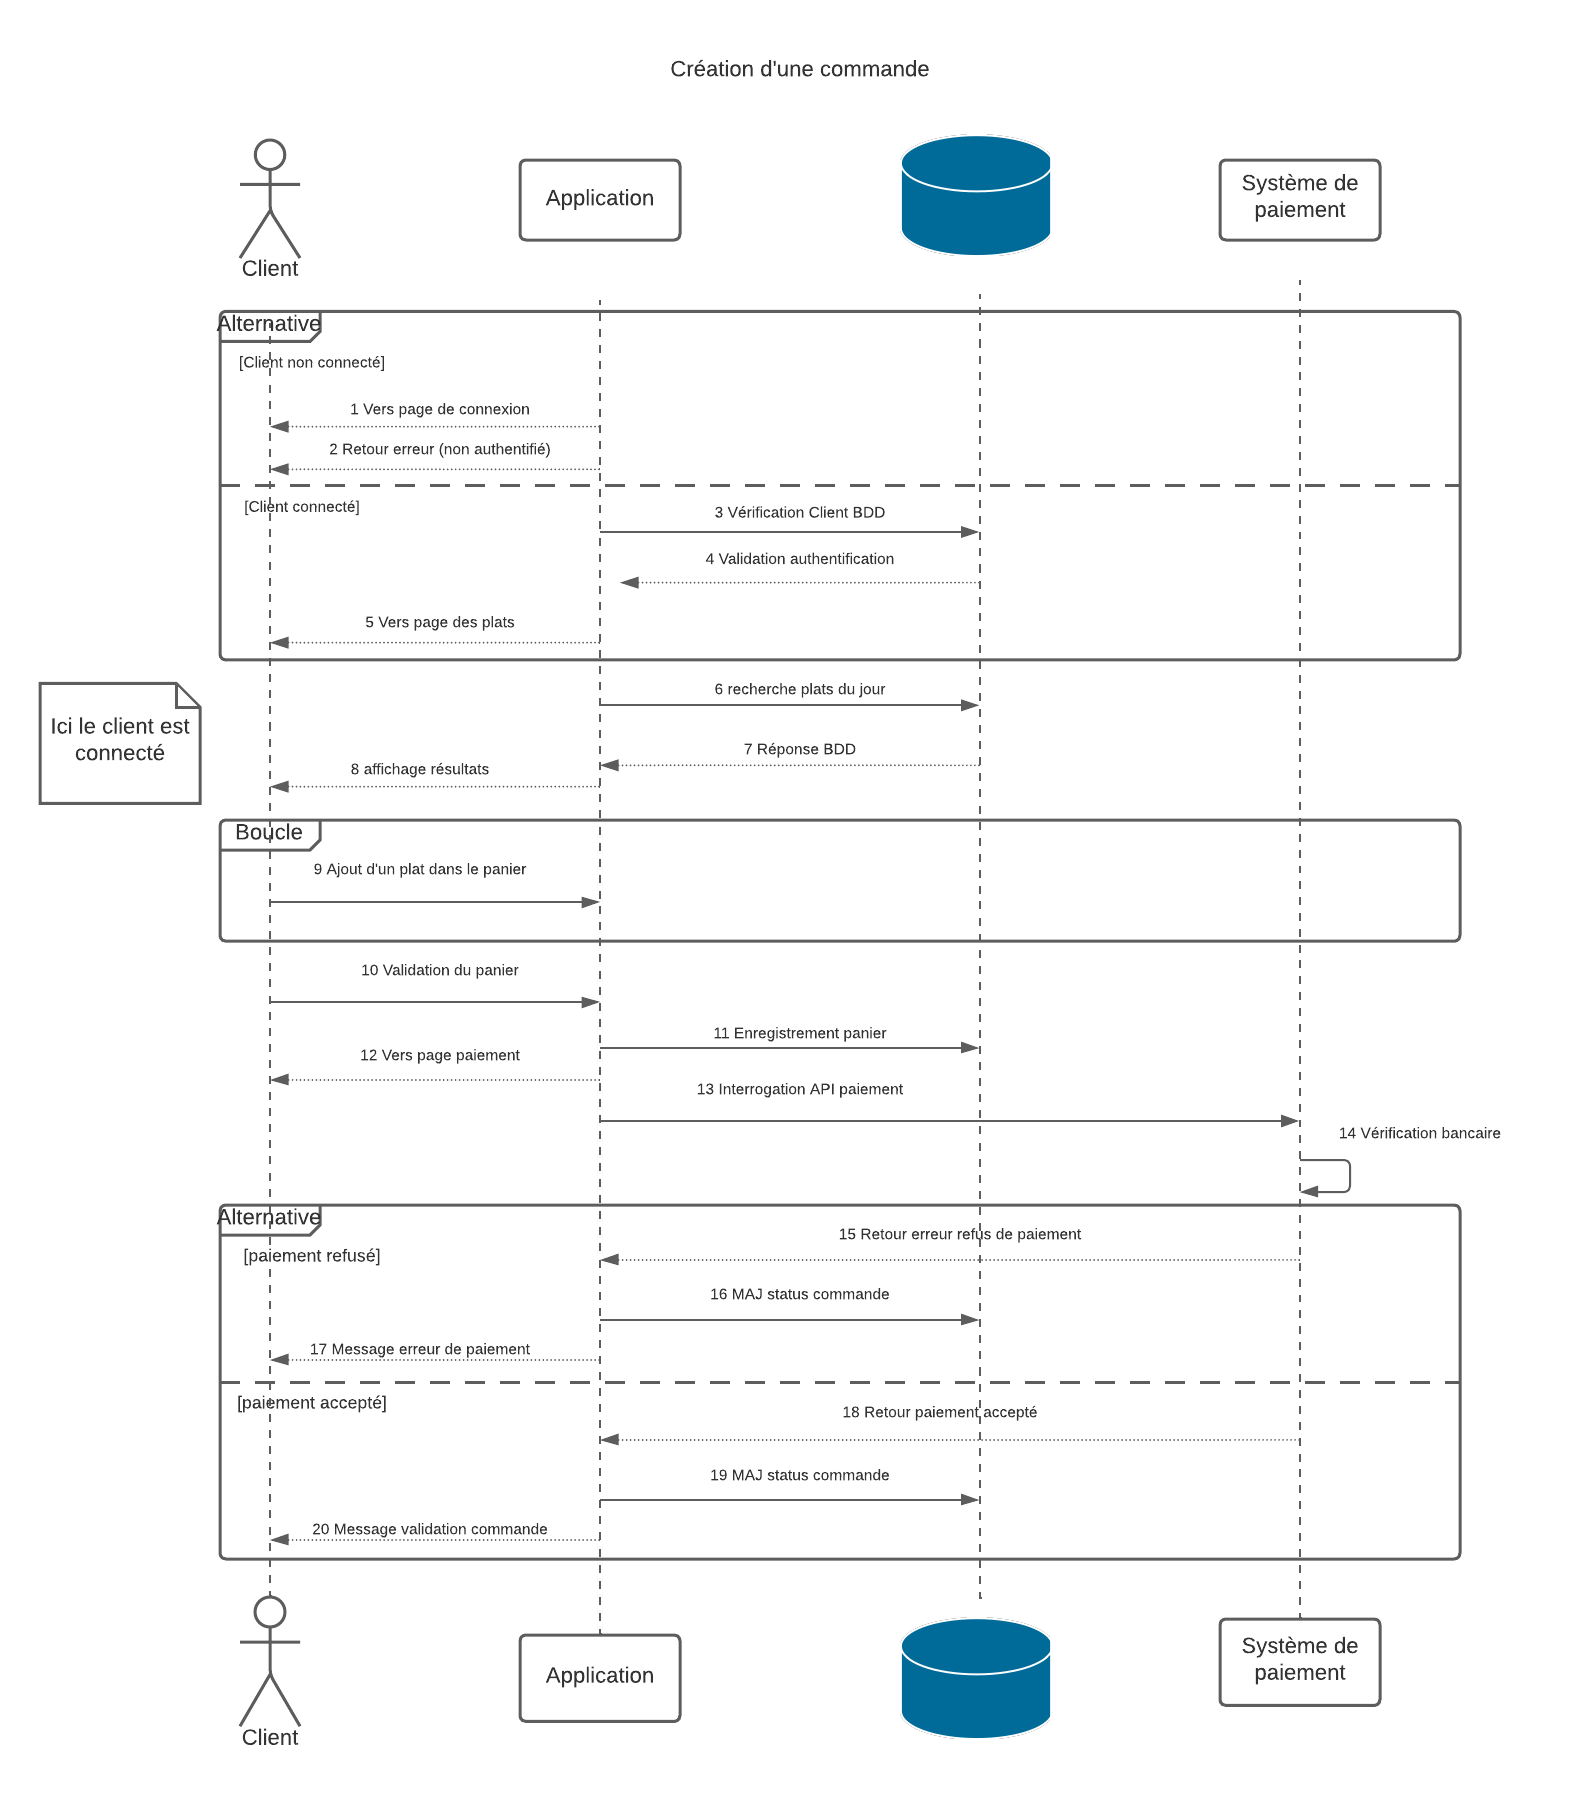 Création d'une commande
Client
Application
Système de
paiement
Alternative
[Client non connecté]
1 Vers page de connexion
2 Retour erreur (non authentifié)
[Client connecté]
3 Vérification Client BDD
4 Validation authentification
5 Vers page des plats
6 recherche plats du jour
Ici le client est
connecté
7 Réponse BDD
8 affichage résultats
Boucle
9 Ajout d'un plat dans le panier
10 Validation du panier
11 Enregistrement panier
12 Vers page paiement
13 Interrogation API paiement
14 Vérification bancaire
Alternative
[paiement refusé]
15 Retour erreur refus de paiement
16 MAJ status commande
17 Message erreur de paiement
[paiement accepté]
18 Retour paiement accepté
19 MAJ status commande
20 Message validation commande
Client
Application
Système de
paiement